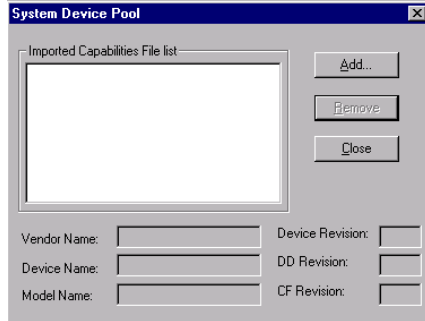 System Device Pool
Imported Capabilities File list
Add...
Remove
Close
Vendor Name:
Device Revision:
Device Name:
DD Revision:
Model Name:
CF Revision: